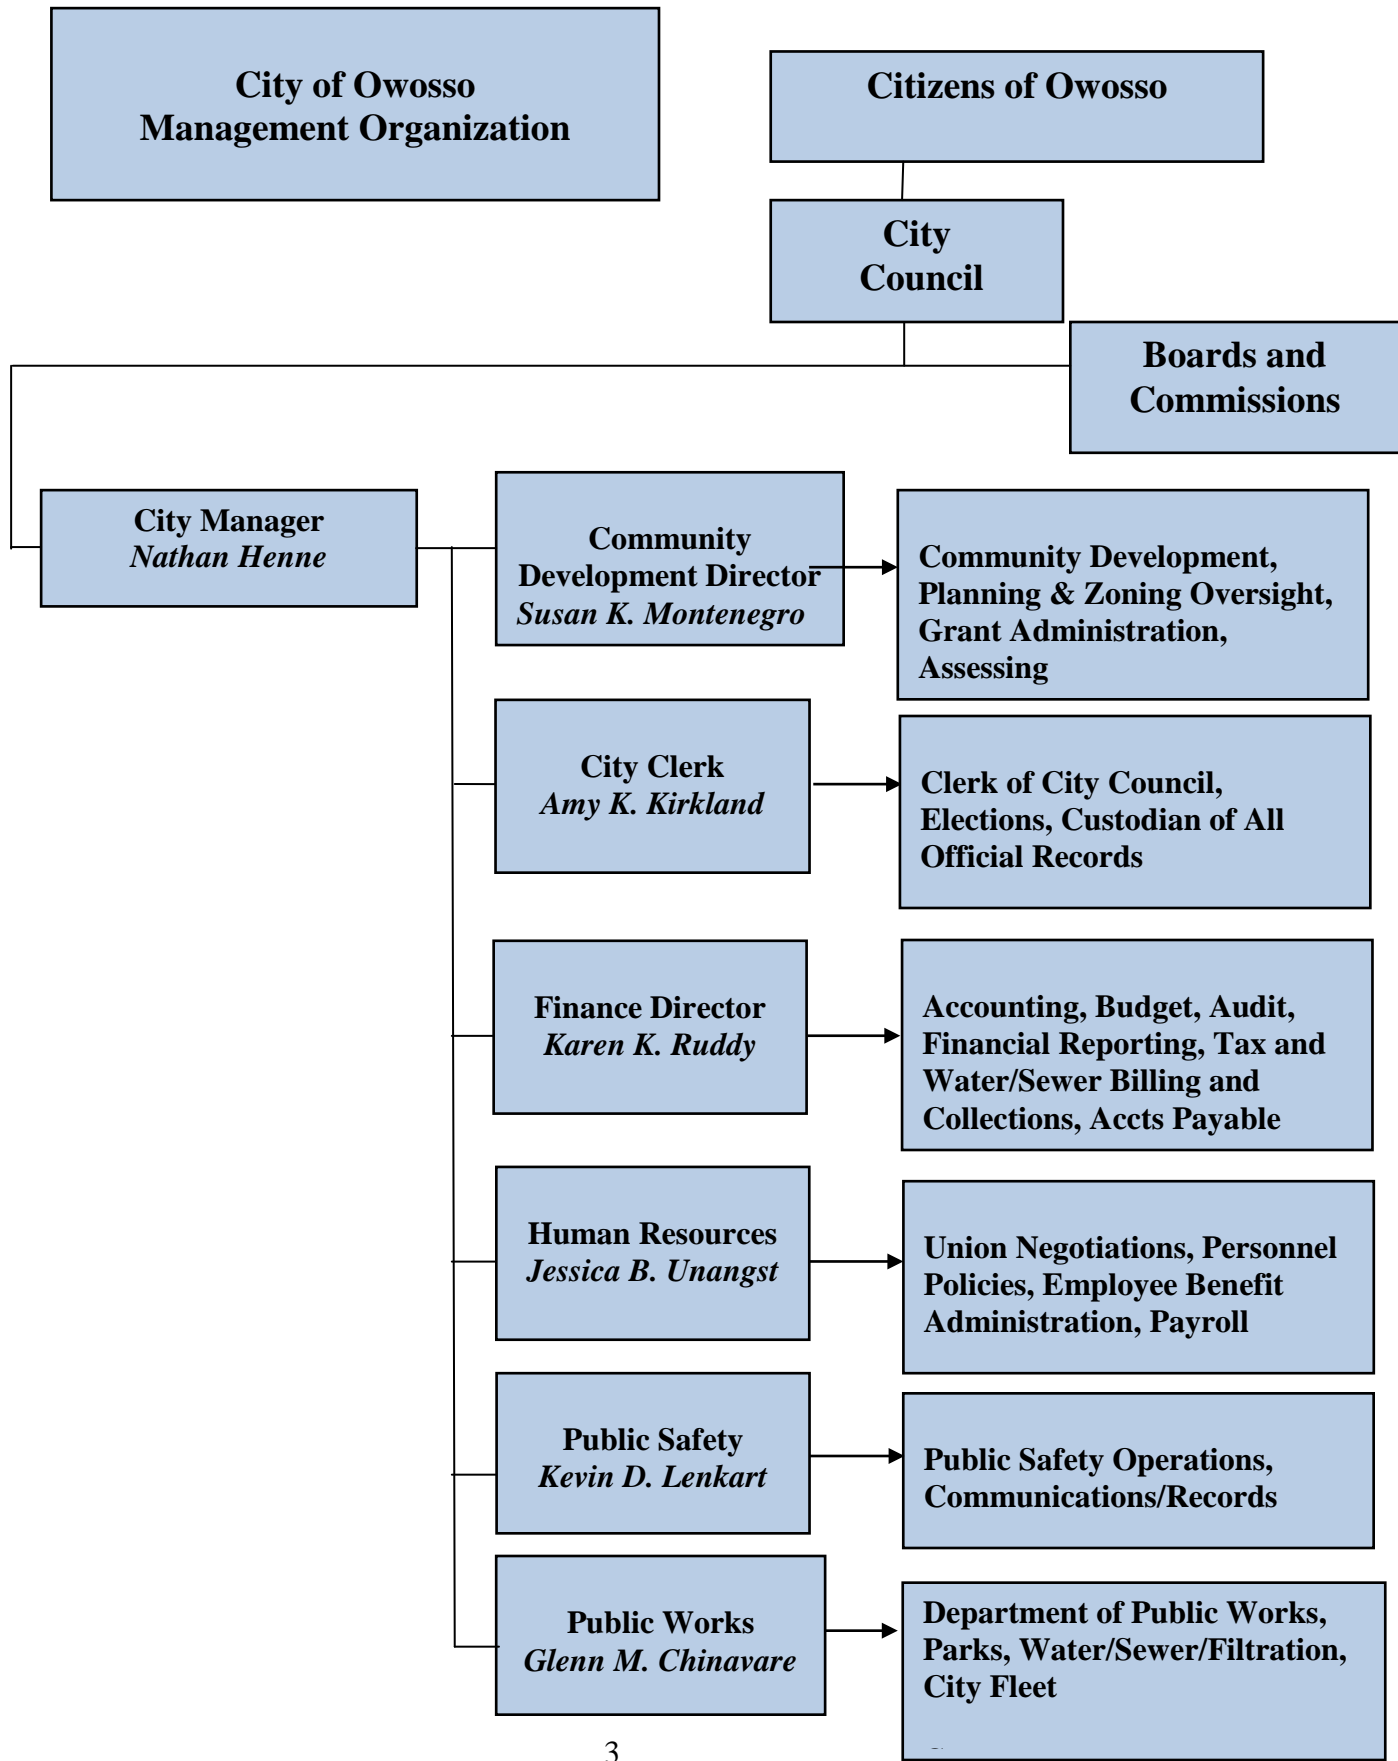 City of Owosso
Management Organization
Citizens of Owosso
City
Council
Boards and
Commissions
City Manager
Nathan Henne
Community
Development Director
Susan K. Montenegro
Community Development,
Planning & Zoning Oversight,
Grant Administration,
Assessing
City Clerk
Amy K. Kirkland
Clerk of City Council,
Elections, Custodian of All
Official Records
Finance Director
Karen K. Ruddy
Accounting, Budget, Audit,
Financial Reporting, Tax and
Water/Sewer Billing and
Collections, Accts Payable
Human Resources
Jessica B. Unangst
Union Negotiations, Personnel
Policies, Employee Benefit
Administration, Payroll
Public Safety
Kevin D. Lenkart
Public Safety Operations,
Communications/Records
Public Works
Glenn M. Chinavare
Department of Public Works,
Parks, Water/Sewer/Filtration,
City Fleet
3